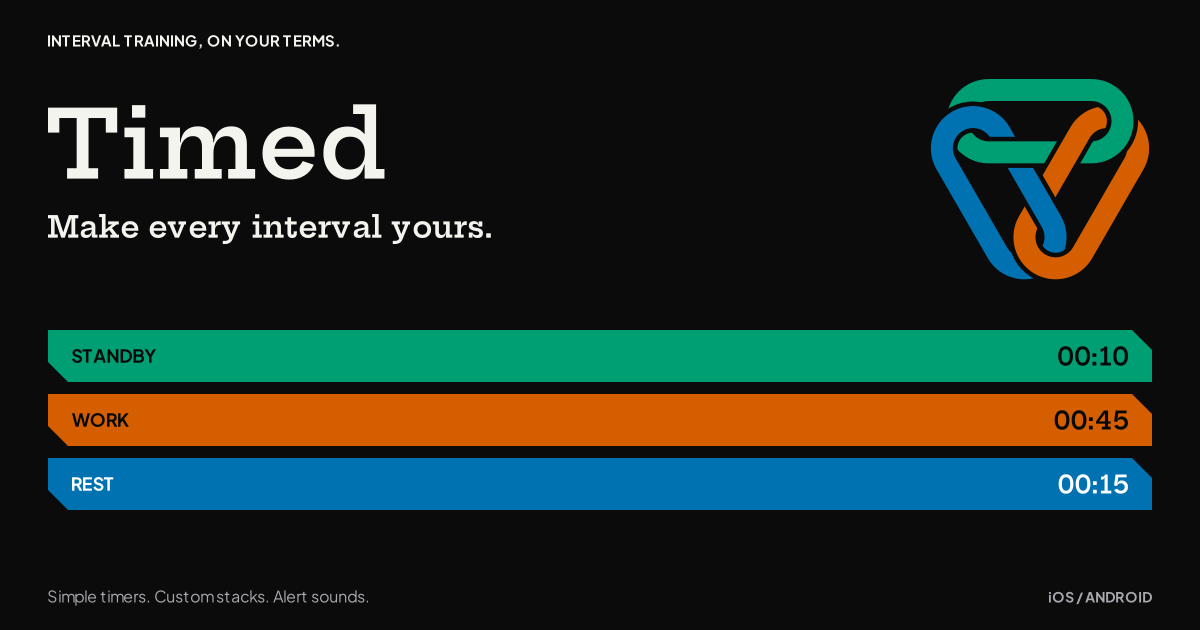 INTERVAL TRAINING, ON YOUR TERMS.
Timed
Make every interval yours.
STANDBY 00:10
WORK 00:45
REST 00:15
Simple timers. Custom stacks. Alert sounds.
iOS / ANDROID